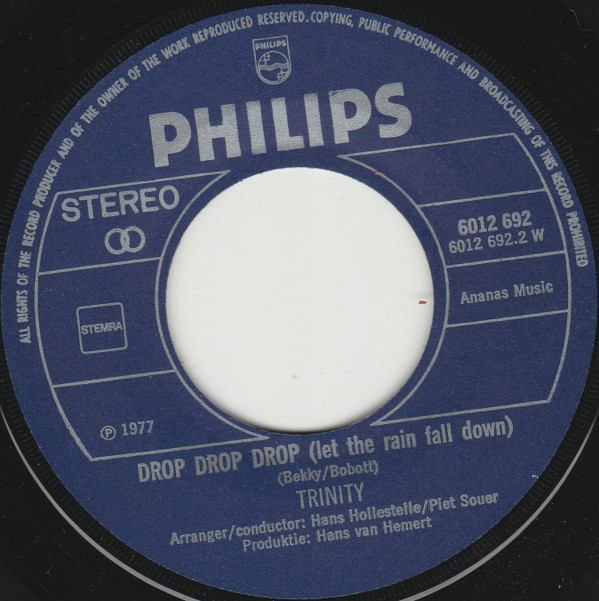 ALL RIGHTS OF THE RECORD PRODUCER AND OF THE OWNER OF THE WORK REPRODUCED RESERVED. COPYING, PUBLIC PERFORMANCE AND BROADCASTING OF THIS RECORD PROHIBITED
PHILIPS
PHILIPS
STEREO
6012 692
6012 692.2 W
STEMRA
Ananas Music
℗ 1977
DROP DROP DROP (let the rain fall down)
(Bekky/Bobott)
TRINITY
Arranger/conductor: Hans Hollestelle/Piet Souer
Produktie: Hans van Hemert